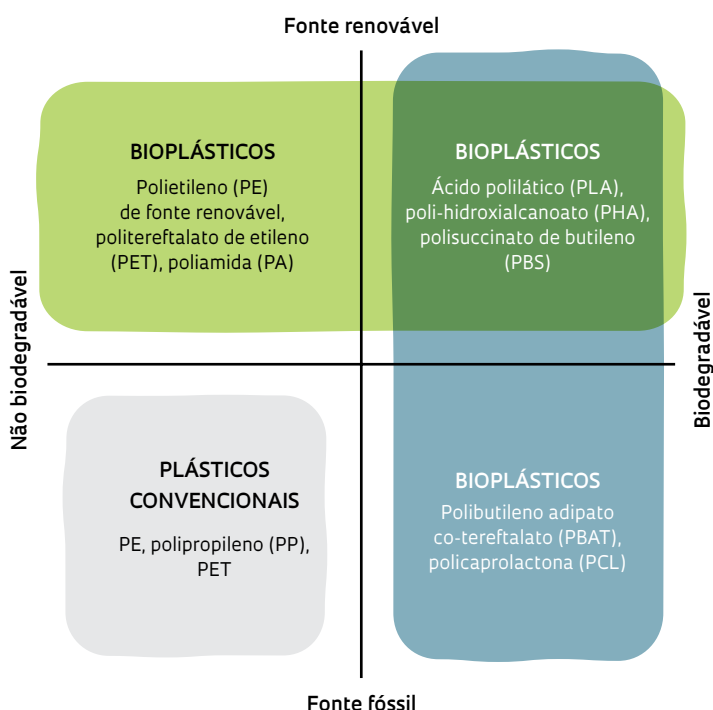 Fonte renovável
BIOPLÁSTICOS
Polietileno (PE)
de fonte renovável,
politereftalato de etileno
(PET), poliamida (PA)
BIOPLÁSTICOS
Ácido polilático (PLA),
poli-hidroxialcanoato (PHA),
polisuccinato de butileno
(PBS)
Não biodegradável
Biodegradável
PLÁSTICOS
CONVENCIONAIS
PE, polipropileno (PP),
PET
BIOPLÁSTICOS
Polibutileno adipato
co-tereftalato (PBAT),
policaprolactona (PCL)
Fonte fóssil